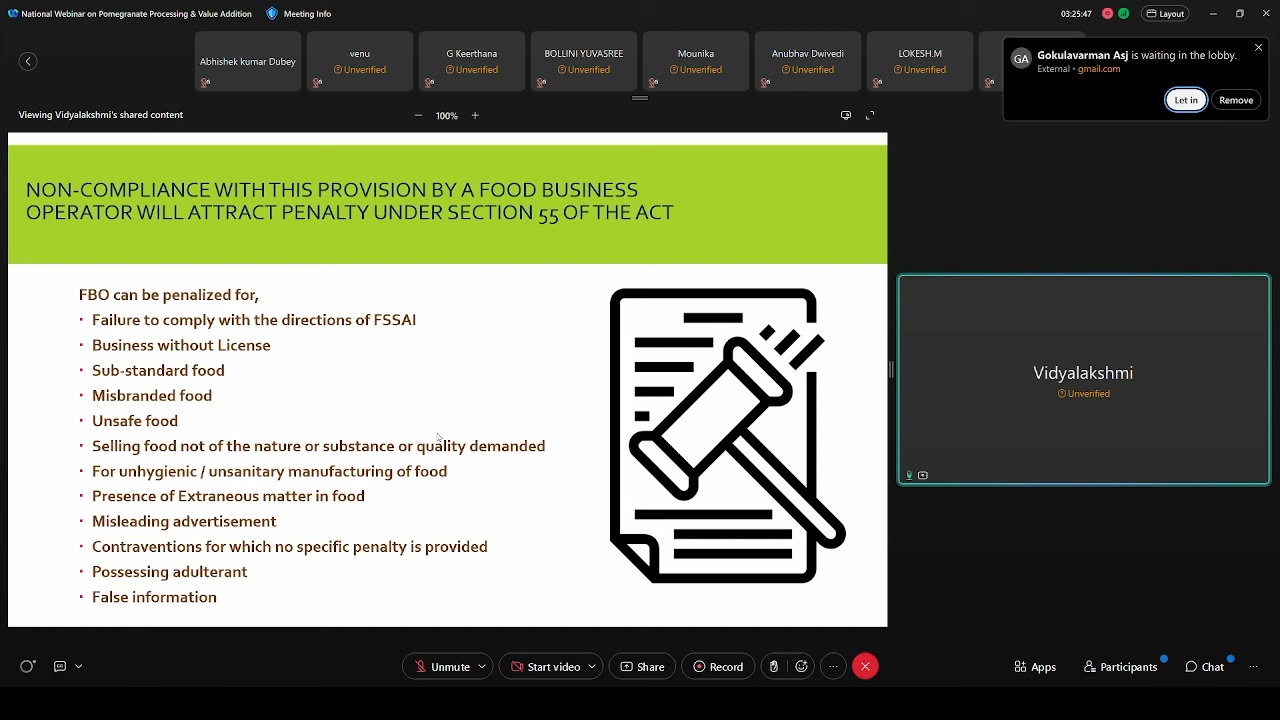 National Webinar on Pomegranate Processing & Value Addition
Meeting Info
03:25:47
Layout
Abhishek kumar Dubey
venu
Unverified
G Keerthana
Unverified
BOLLINI YUVASREE
Unverified
Mounika
Unverified
Anubhav Dwivedi
Unverified
LOKESH.M
Unverified
GA
Gokulavarman Asj is waiting in the lobby.
External • gmail.com
Let in
Remove
Viewing Vidyalakshmi's shared content
100%
NON-COMPLIANCE WITH THIS PROVISION BY A FOOD BUSINESS
OPERATOR WILL ATTRACT PENALTY UNDER SECTION 55 OF THE ACT
FBO can be penalized for,
Failure to comply with the directions of FSSAI
Business without License
Sub-standard food
Misbranded food
Unsafe food
Selling food not of the nature or substance or quality demanded
For unhygienic / unsanitary manufacturing of food
Presence of Extraneous matter in food
Misleading advertisement
Contraventions for which no specific penalty is provided
Possessing adulterant
False information
Vidyalakshmi
Unverified
Unmute
Start video
Share
Record
Apps
Participants
Chat